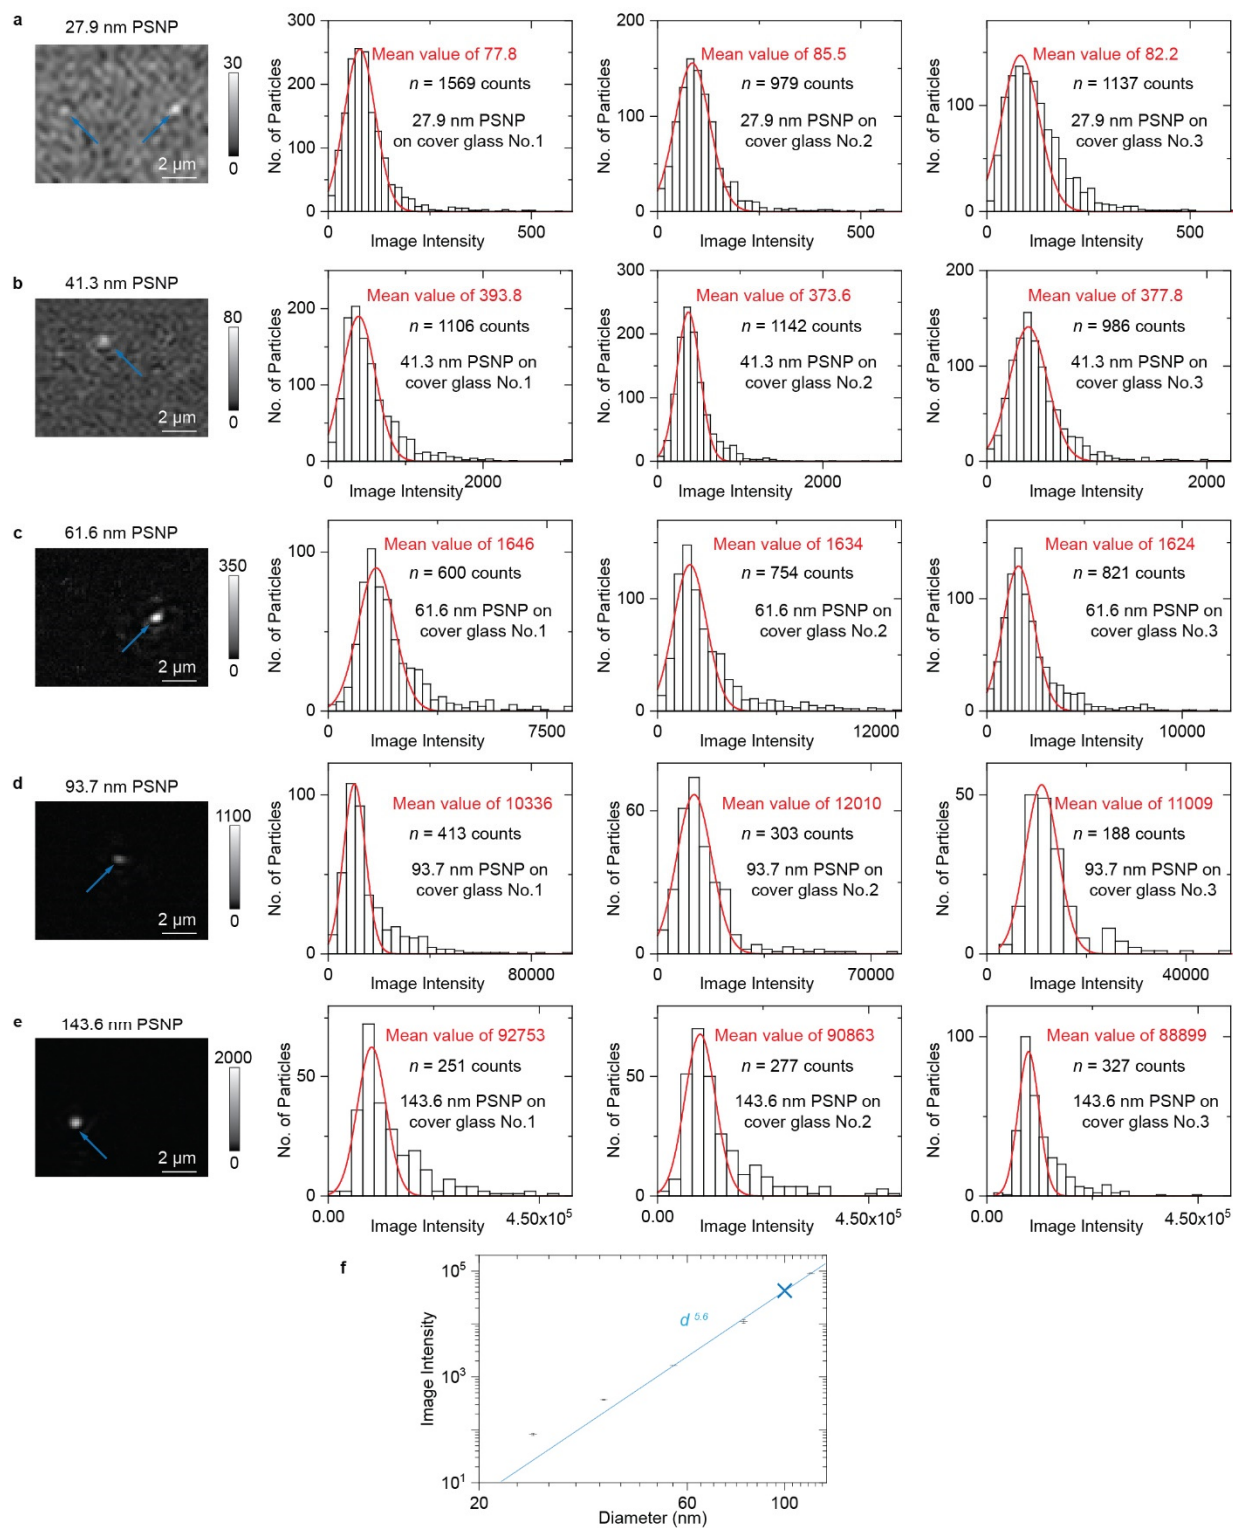 a
27.9 nm PSNP
30
0
2 µm
No. of Particles
300
200
100
0
Mean value of 77.8
n = 1569 counts
27.9 nm PSNP
on cover glass No.1
0
500
Image Intensity
No. of Particles
200
100
0
Mean value of 85.5
n = 979 counts
27.9 nm PSNP on
cover glass No.2
0
500
Image Intensity
No. of Particles
100
0
Mean value of 82.2
n = 1137 counts
27.9 nm PSNP on
cover glass No.3
0
500
Image Intensity
b
41.3 nm PSNP
80
0
2 µm
No. of Particles
200
100
0
Mean value of 393.8
n = 1106 counts
41.3 nm PSNP on
cover glass No.1
0
2000
Image Intensity
No. of Particles
300
200
100
0
Mean value of 373.6
n = 1142 counts
41.3 nm PSNP on
cover glass No.2
0
2000
Image Intensity
No. of Particles
200
100
0
Mean value of 377.8
n = 986 counts
41.3 nm PSNP on
cover glass No.3
0
2000
Image Intensity
c
61.6 nm PSNP
350
0
2 µm
No. of Particles
100
0
Mean value of 1646
n = 600 counts
61.6 nm PSNP on
cover glass No.1
0
7500
Image Intensity
No. of Particles
100
0
Mean value of 1634
n = 754 counts
61.6 nm PSNP on
cover glass No.2
0
12000
Image Intensity
No. of Particles
100
0
Mean value of 1624
n = 821 counts
61.6 nm PSNP on
cover glass No.3
0
10000
Image Intensity
d
93.7 nm PSNP
1100
0
2 µm
No. of Particles
100
0
Mean value of 10336
n = 413 counts
93.7 nm PSNP on
cover glass No.1
0
80000
Image Intensity
No. of Particles
60
0
Mean value of 12010
n = 303 counts
93.7 nm PSNP on
cover glass No.2
0
70000
Image Intensity
No. of Particles
50
0
Mean value of 11009
n = 188 counts
93.7 nm PSNP on
cover glass No.3
0
40000
Image Intensity
e
143.6 nm PSNP
2000
0
2 µm
No. of Particles
50
0
Mean value of 92753
n = 251 counts
143.6 nm PSNP on
cover glass No.1
0.00
4.50x10⁵
Image Intensity
No. of Particles
50
0
Mean value of 90863
n = 277 counts
143.6 nm PSNP on
cover glass No.2
0.00
4.50x10⁵
Image Intensity
No. of Particles
100
0
Mean value of 88899
n = 327 counts
143.6 nm PSNP on
cover glass No.3
0.00
4.50x10⁵
Image Intensity
f
Image Intensity
10⁵
10³
10¹
d ⁵·⁶
20
60
100
Diameter (nm)